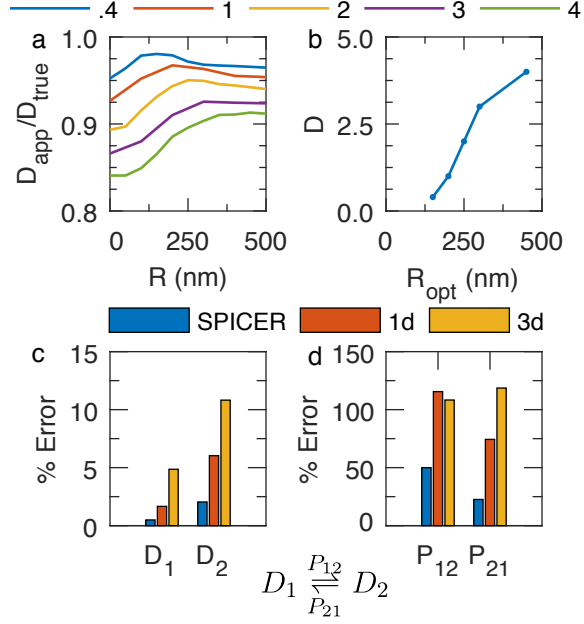 .4 1 2 3 4
a b
1.0 5.0
D_app/D_true 0.9 D 2.5
0.8 0.0
0 250 500 0 250 500
R (nm) R_opt (nm)
SPICER 1d 3d
c d
15 150
10 100
% Error % Error
5 50
0 0
D_1 D_2 P_12 P_21
P_12
D_1 ⇌ D_2
P_21